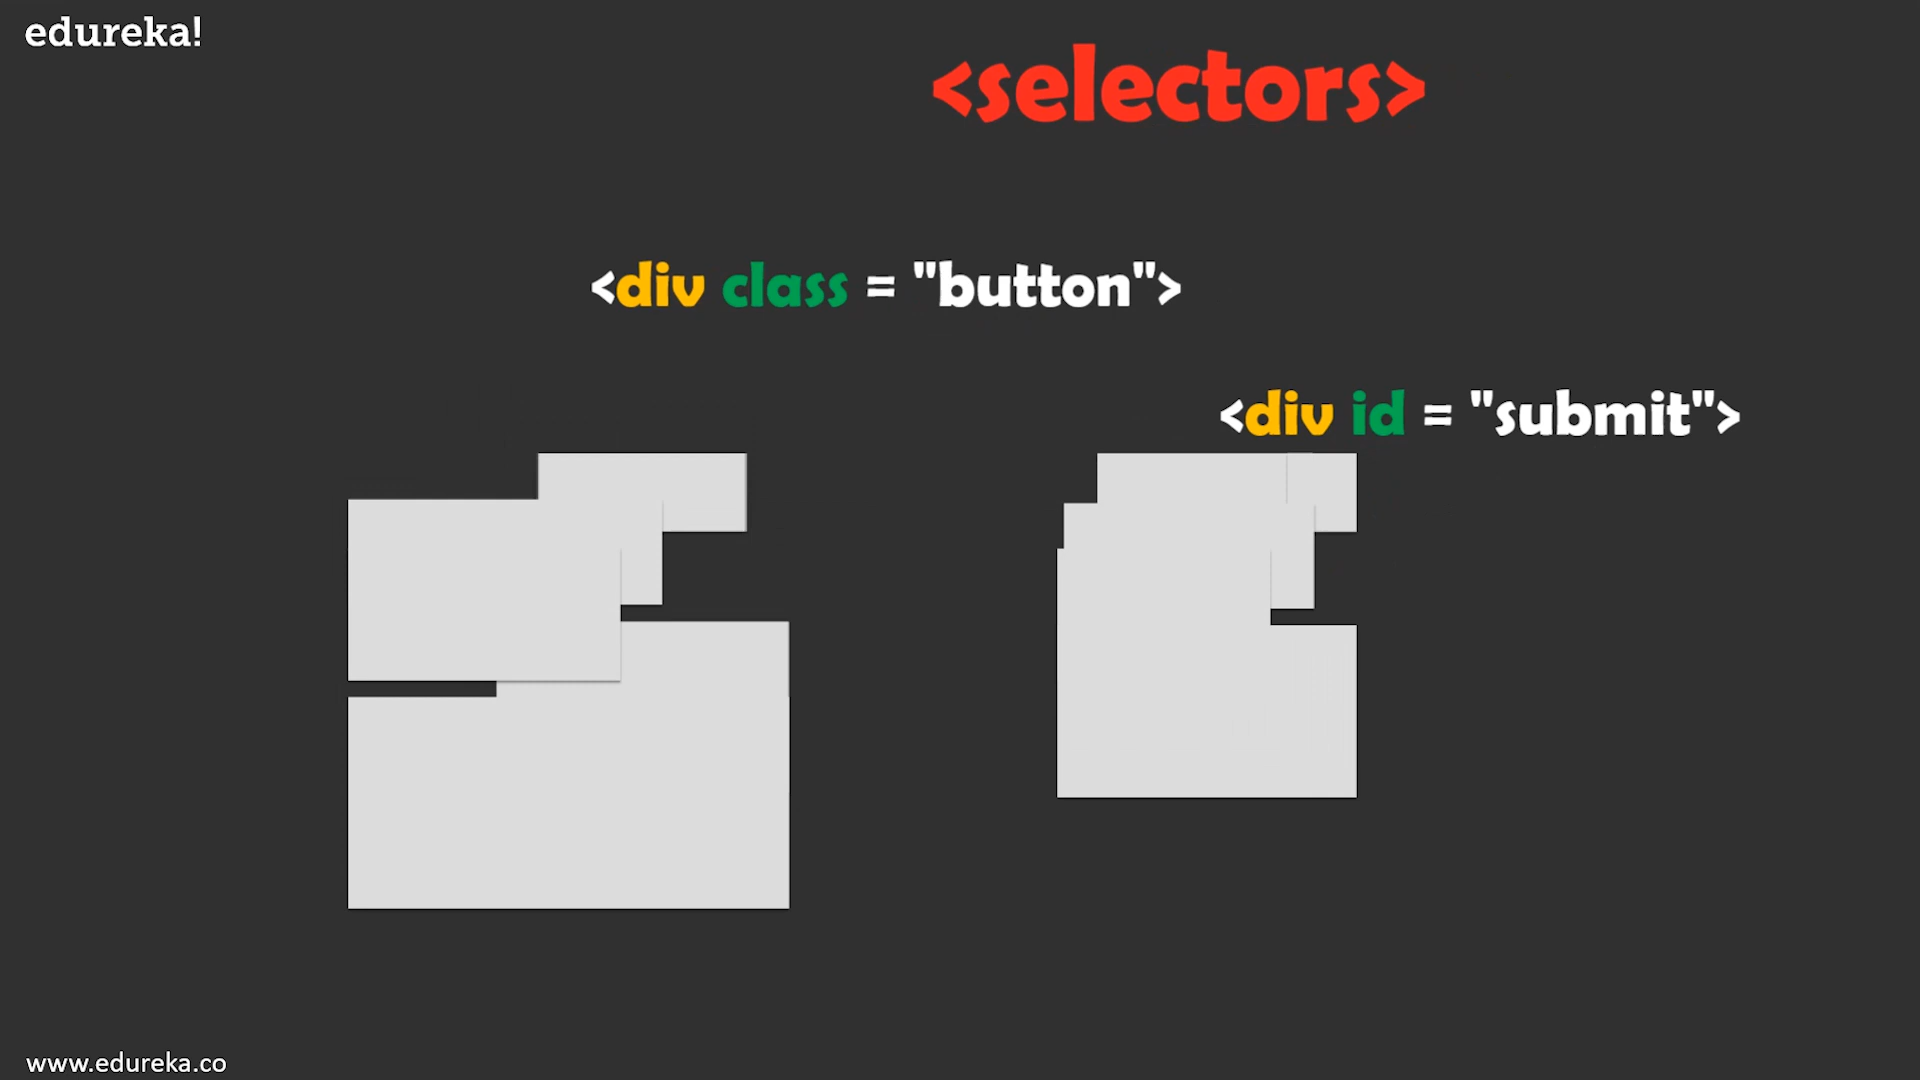 edureka!
<selectors>
<div class = "button">
<div id = "submit">
www.edureka.co